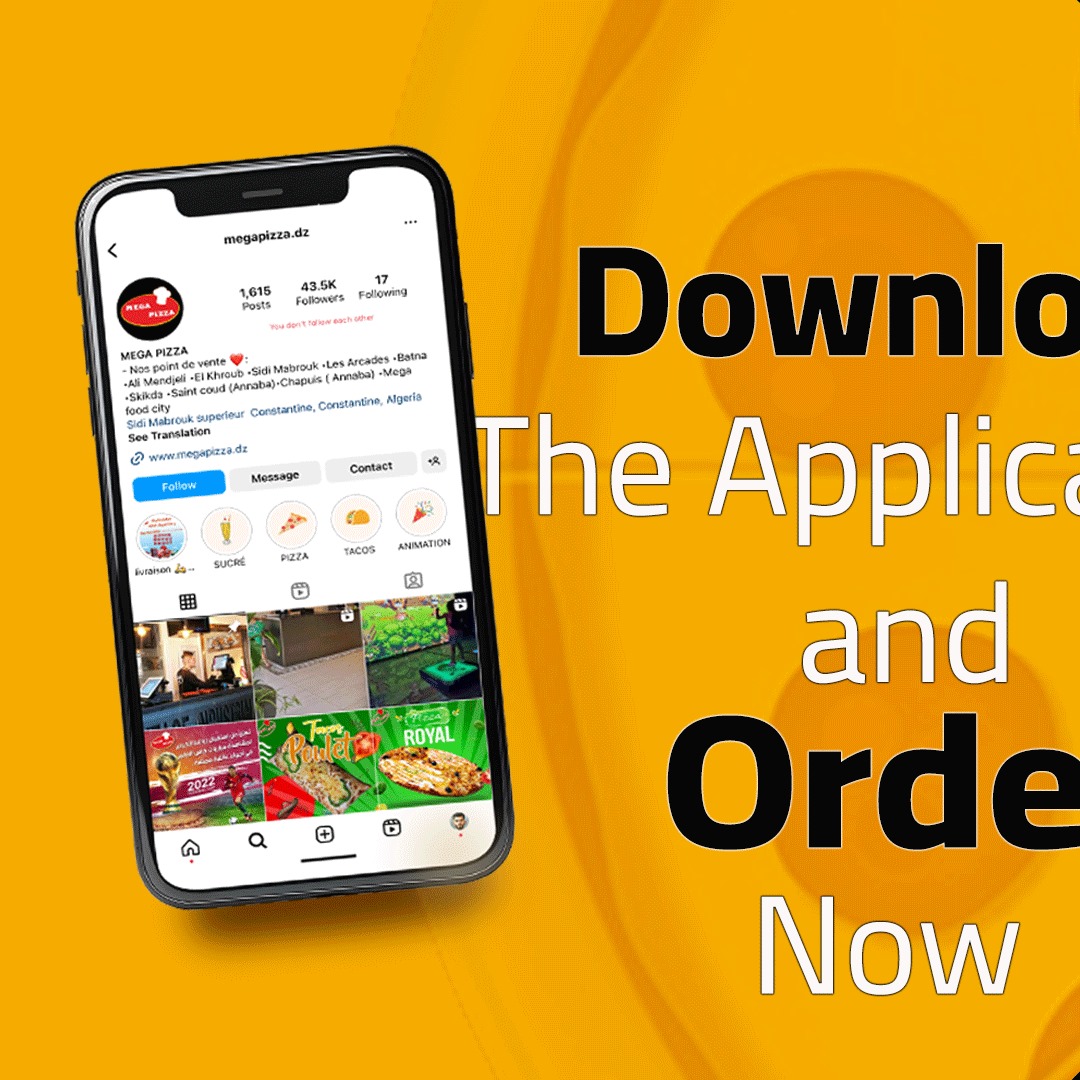 megapizza.dz
MEGA
PIZZA
1,615
Posts
43.5K
Followers
17
Following
You don't follow each other
MEGA PIZZA
- Nos point de vente ❤️:
•Ali Mendjeli •El Khroub •Sidi Mabrouk •Les Arcades •Batna
•Skikda •Saint coud (Annaba)•Chapuis ( Annaba) •Mega
food city
Sidi Mabrouk superieur Constantine, Constantine, Algeria
See Translation
www.megapizza.dz
Follow
Message
Contact
livraison 🛵...
SUCRÉ
PIZZA
TACOS
ANIMATION
2022
Tacos
Poulet
Pizza
ROYAL
Downlo
The Applica
and
Orde
Now